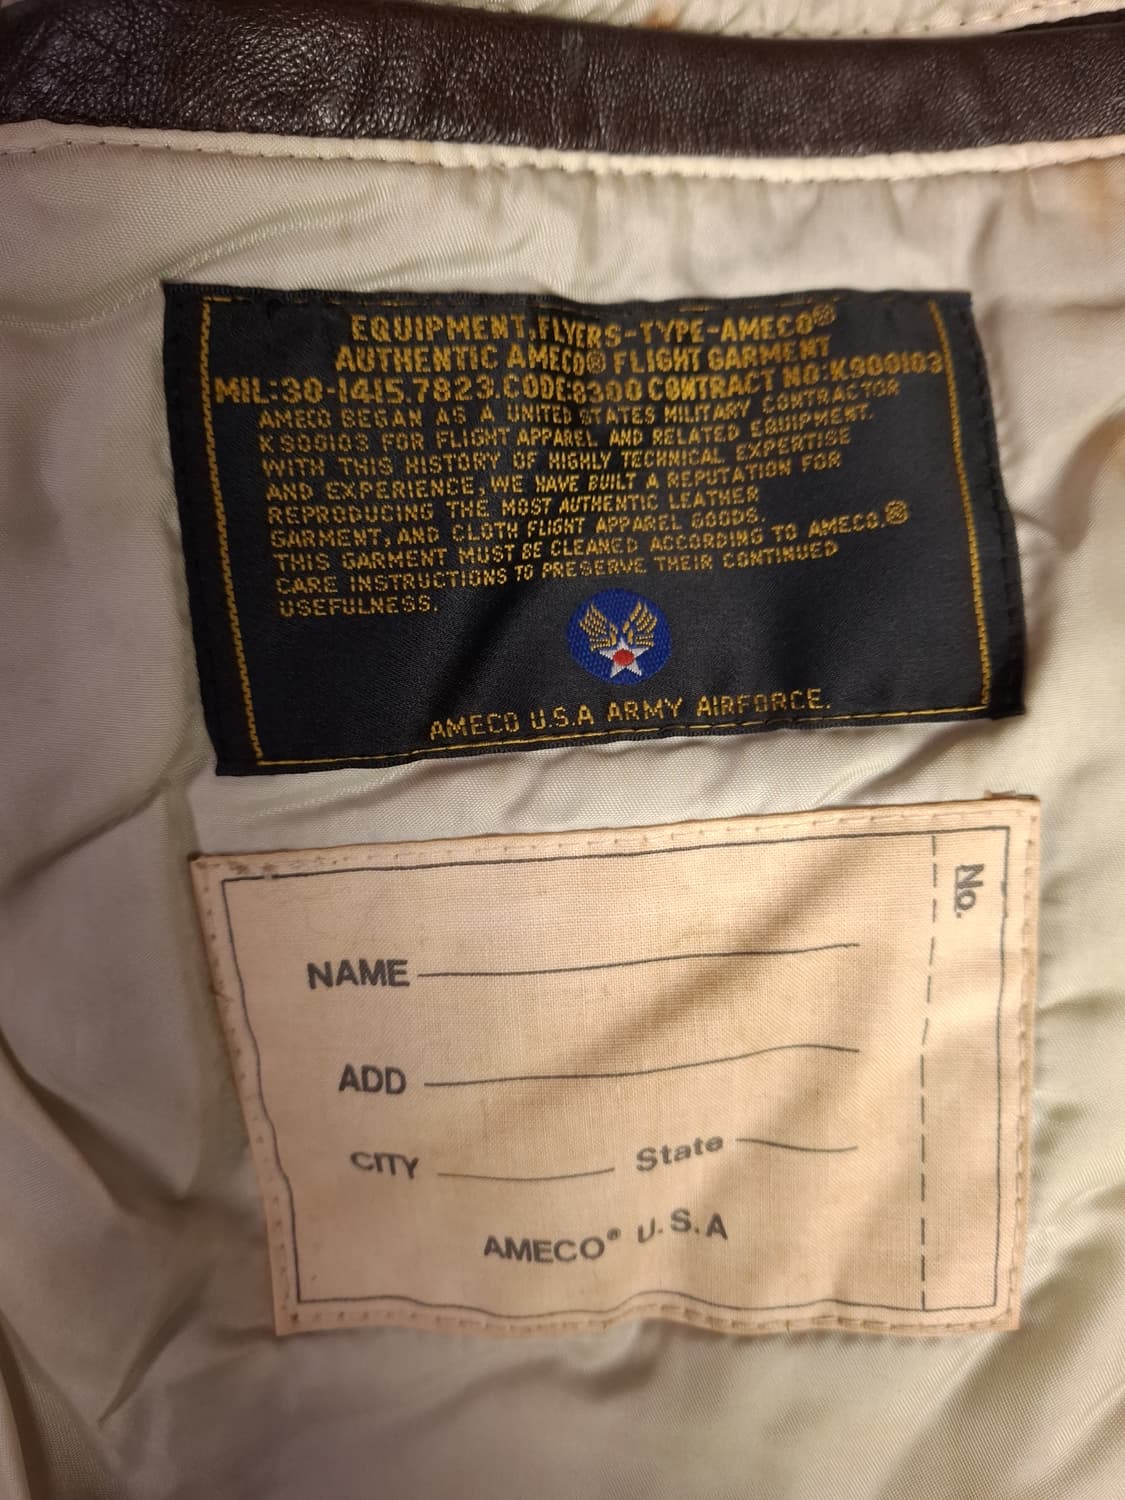 EQUIPMENT,FLYERS-TYPE-AMECO®
AUTHENTIC AMECO® FLIGHT GARMENT
MIL:30-1415.7823.CODE8300 CONTRACT NO:K900103
AMECO BEGAN AS A UNITED STATES MILITARY CONTRACTOR
K900103 FOR FLIGHT APPAREL AND RELATED EQUIPMENT.
WITH THIS HISTORY OF HIGHLY TECHNICAL EXPERTISE
AND EXPERIENCE,WE HAVE BUILT A REPUTATION FOR
REPRODUCING THE MOST AUTHENTIC LEATHER
GARMENT,AND CLOTH FLIGHT APPAREL GOODS.
THIS GARMENT MUST BE CLEANED ACCORDING TO AMECO.®
CARE INSTRUCTIONS TO PRESERVE THEIR CONTINUED
USEFULNESS.
AMECO U.S.A ARMY AIRFORCE.
No.
NAME
ADD
CITY State
AMECO® U.S.A